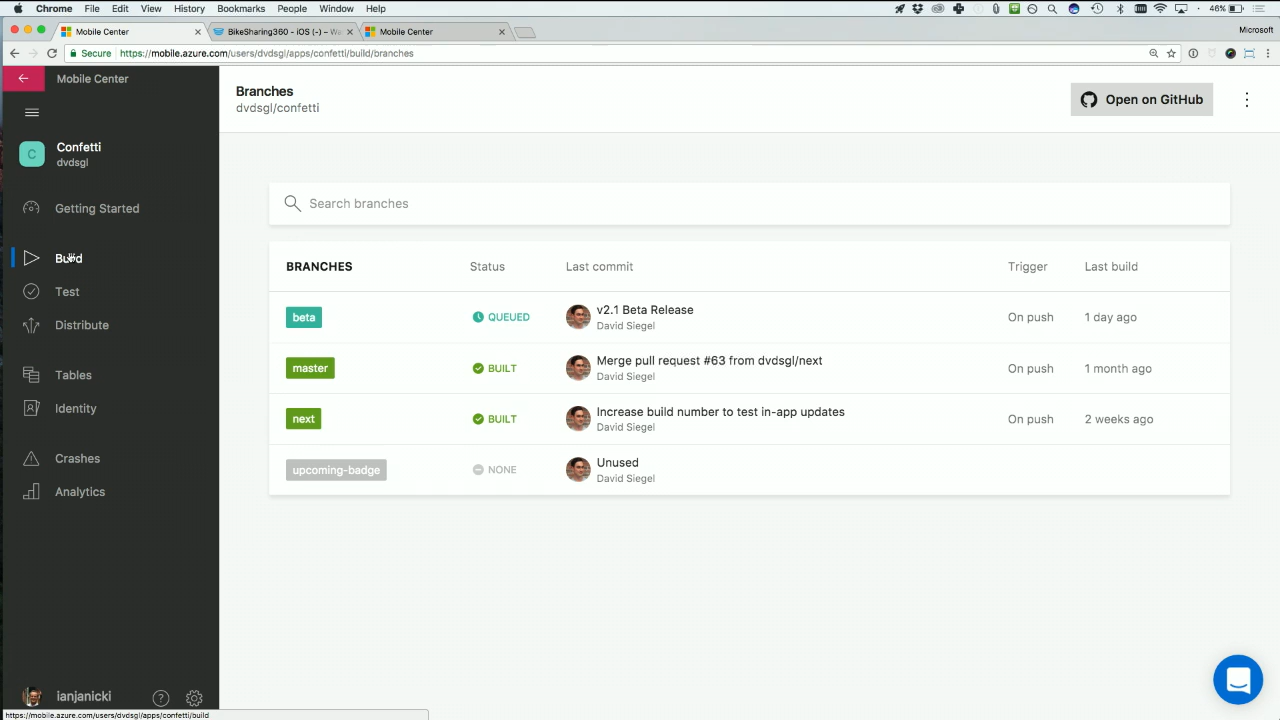 Chrome File Edit View History Bookmarks People Window Help 46%
Mobile Center
BikeSharing360 - iOS (-) – Wa
Mobile Center
Microsoft
Secure https://mobile.azure.com/users/dvdsgl/apps/confetti/build/branches
Mobile Center
C
Confetti
dvdsgl
Getting Started
Build
Test
Distribute
Tables
Identity
Crashes
Analytics
ianjanicki
https://mobile.azure.com/users/dvdsgl/apps/confetti/build
Branches
dvdsgl/confetti
Open on GitHub
Search branches
BRANCHES Status Last commit Trigger Last build
beta QUEUED v2.1 Beta Release On push 1 day ago
David Siegel
master BUILT Merge pull request #63 from dvdsgl/next On push 1 month ago
David Siegel
next BUILT Increase build number to test in-app updates On push 2 weeks ago
David Siegel
upcoming-badge NONE Unused
David Siegel